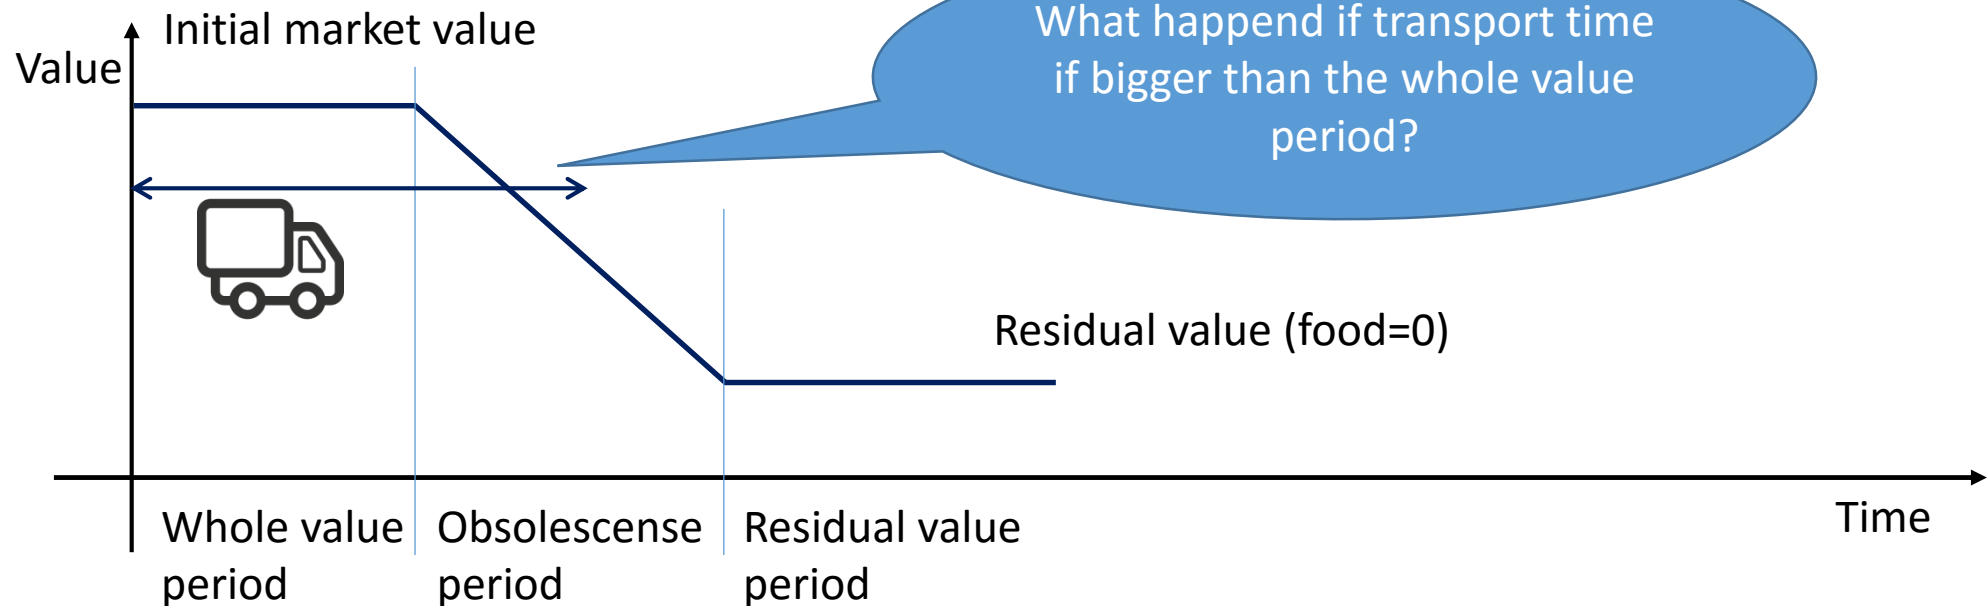 Initial market value
Value
What happend if transport time
if bigger than the whole value
period?
Residual value (food=0)
Time
Whole value
period
Obsolescense
period
Residual value
period